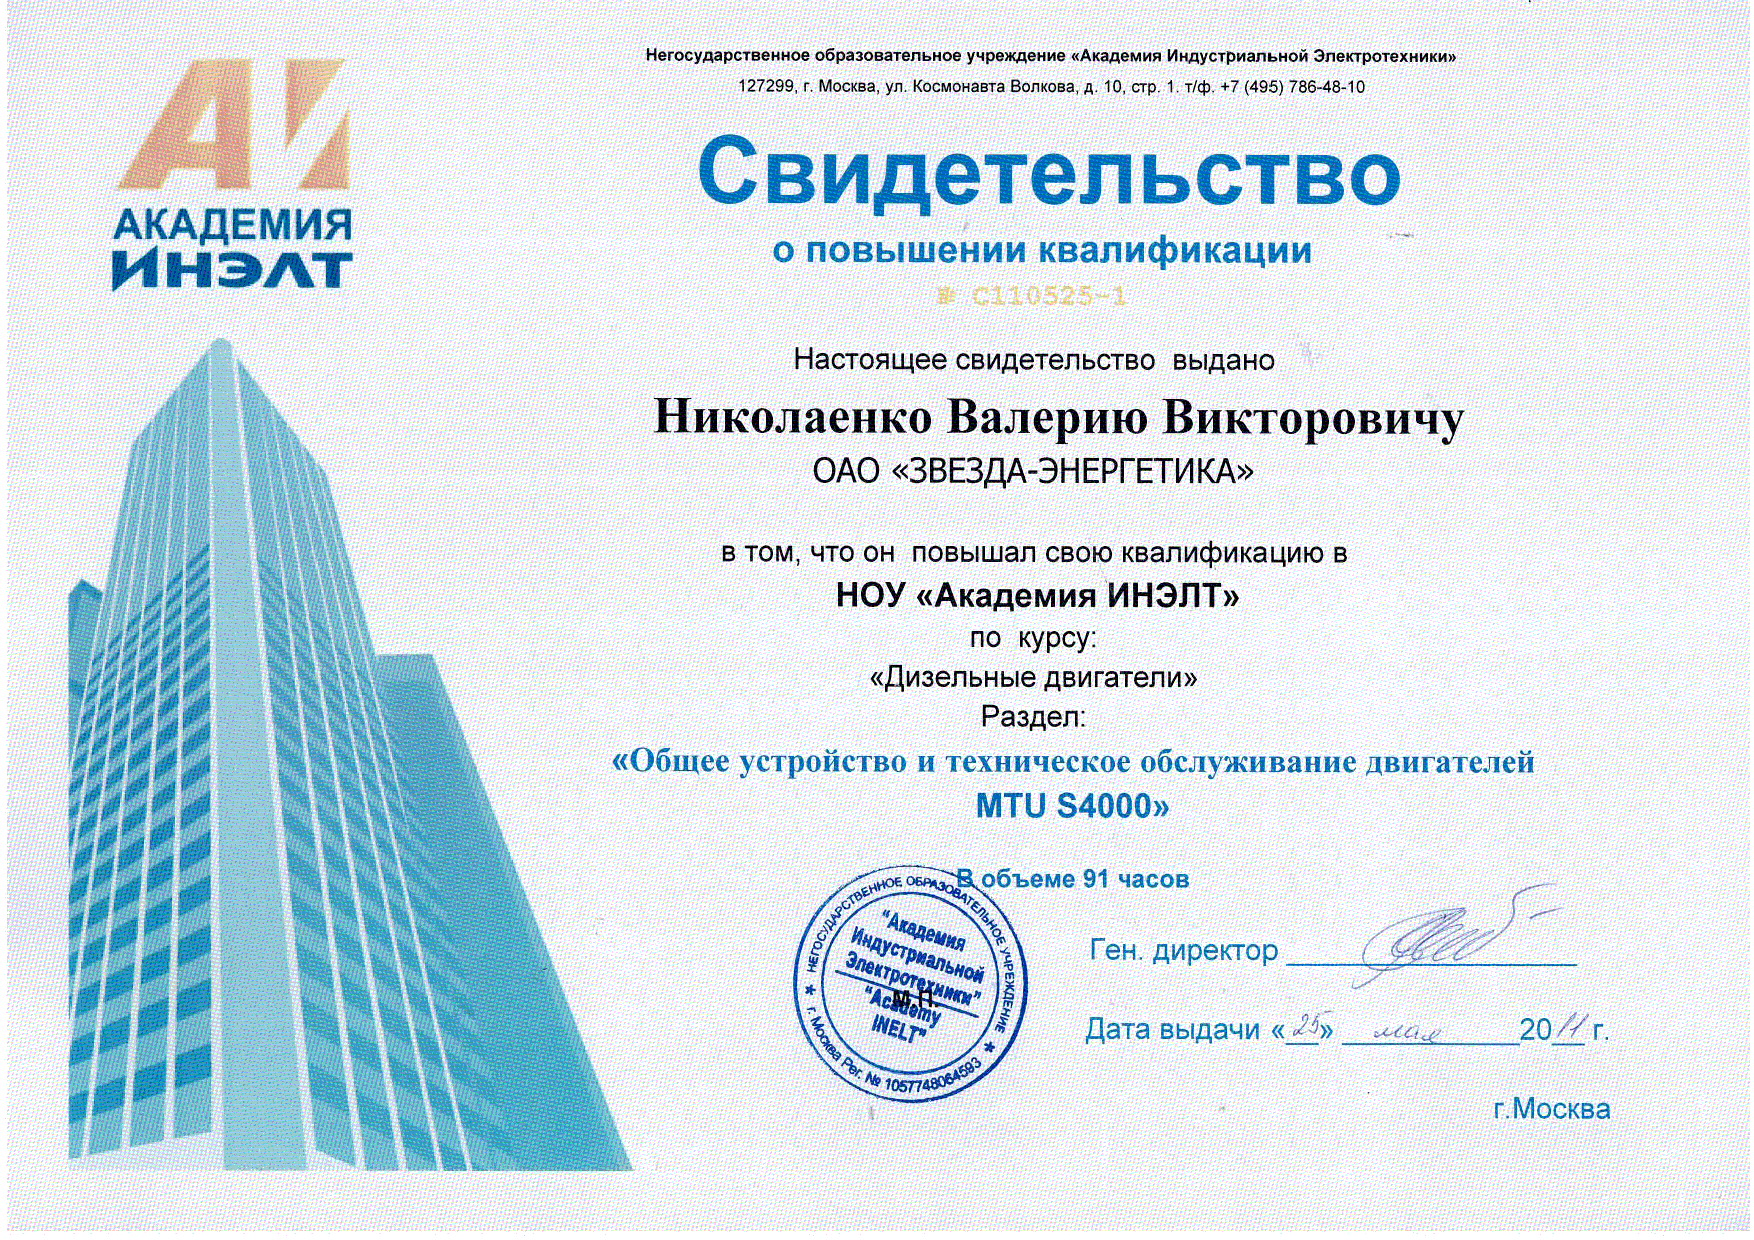 Негосударственное образовательное учреждение «Академия Индустриальной Электротехники»
127299, г. Москва, ул. Космонавта Волкова, д. 10, стр. 1. т/ф. +7 (495) 786-48-10
АИ
АКАДЕМИЯ
ИНЭЛТ
Свидетельство
о повышении квалификации
№ С110525-1
Настоящее свидетельство выдано
Николаенко Валерию Викторовичу
ОАО «ЗВЕЗДА-ЭНЕРГЕТИКА»
в том, что он повышал свою квалификацию в
НОУ «Академия ИНЭЛТ»
по курсу:
«Дизельные двигатели»
Раздел:
«Общее устройство и техническое обслуживание двигателей
MTU S4000»
В объеме 91 часов
НЕГОСУДАРСТВЕННОЕ ОБРАЗОВАТЕЛЬНОЕ УЧРЕЖДЕНИЕ
"Академия
Индустриальной
Электротехники"
"Academy
INELT"
М.П.
г. Москва Рег. № 1057748064593
Ген. директор
Дата выдачи «25» мая 2011 г.
г.Москва